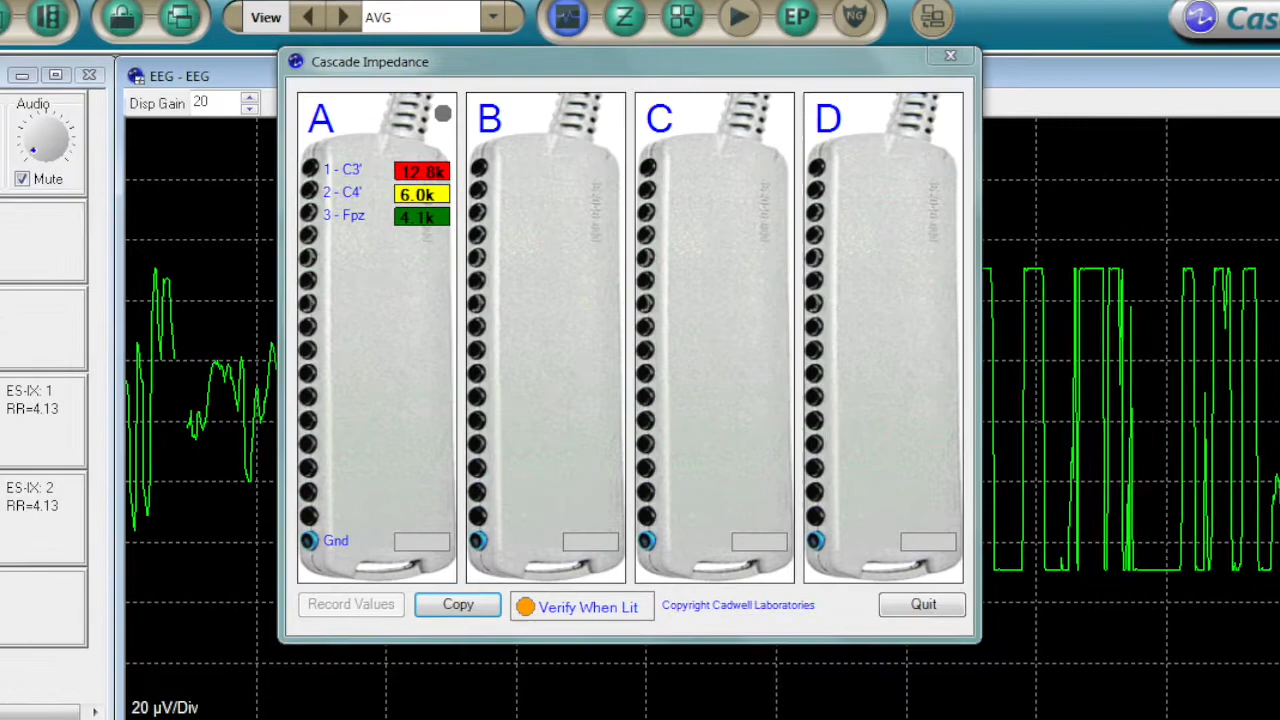 View
AVG
Z
EP
NG
Cas
EEG - EEG
Cascade Impedance
Audio
Mute
Disp Gain 20
A
B
C
D
1 - C3' 12.8k
2 - C4' 6.0k
3 - Fpz 4.1k
ES-IX: 1
RR=4.13
ES-IX: 2
RR=4.13
Gnd
Record Values
Copy
Verify When Lit
Copyright Cadwell Laboratories
Quit
20 µV/Div